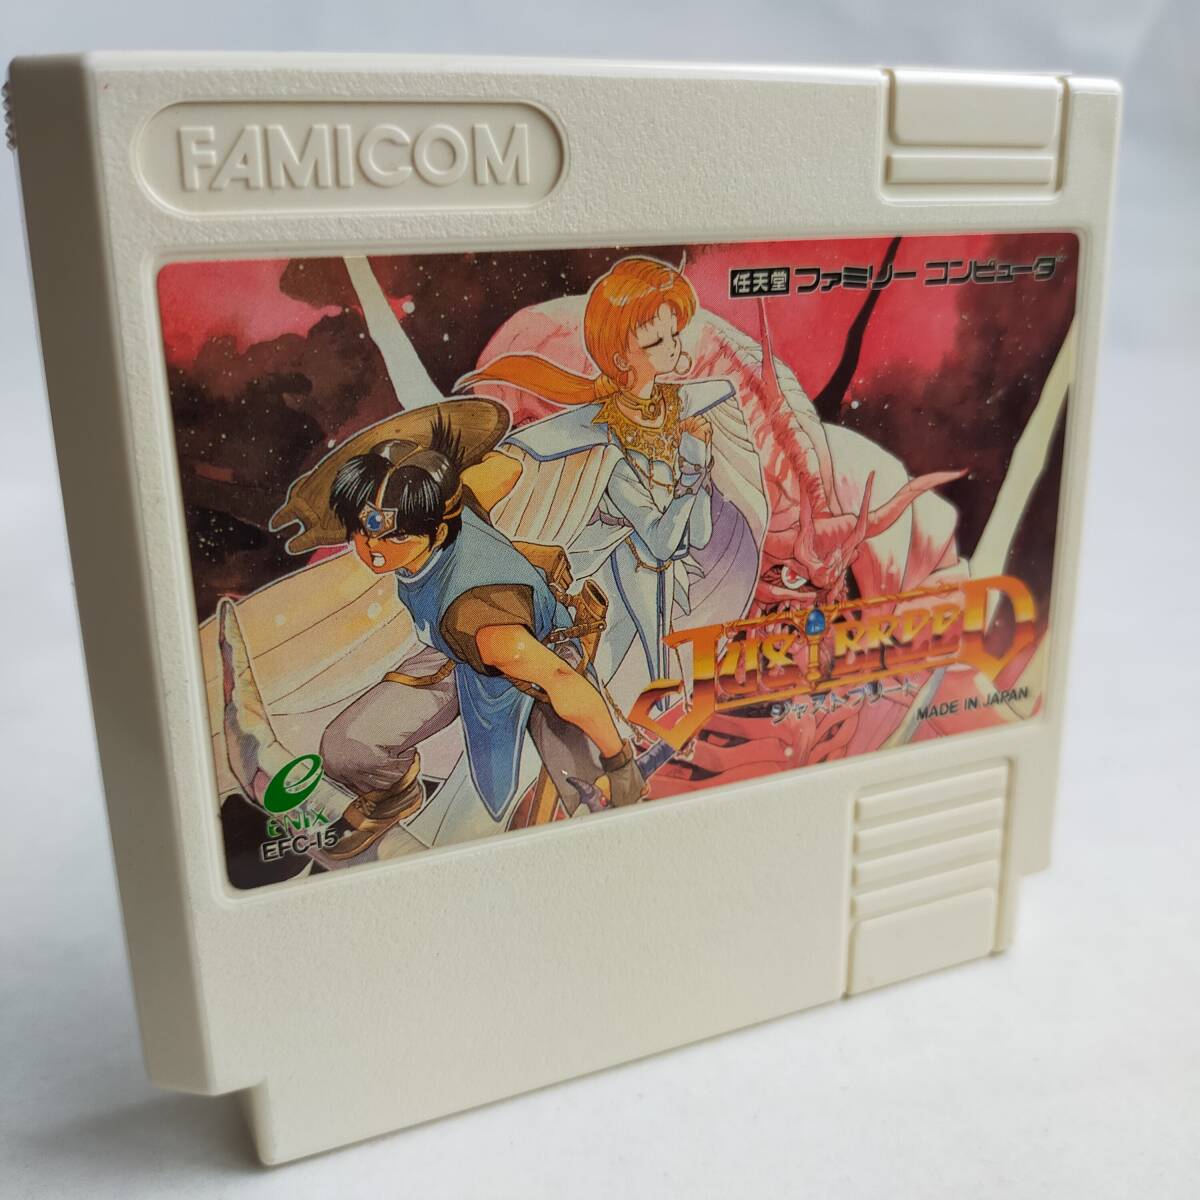 FAMICOM
任天堂 ファミリー コンピュータ
JUST BREED
ジャストブリード
MADE IN JAPAN
e
ENIX
EFC-I5